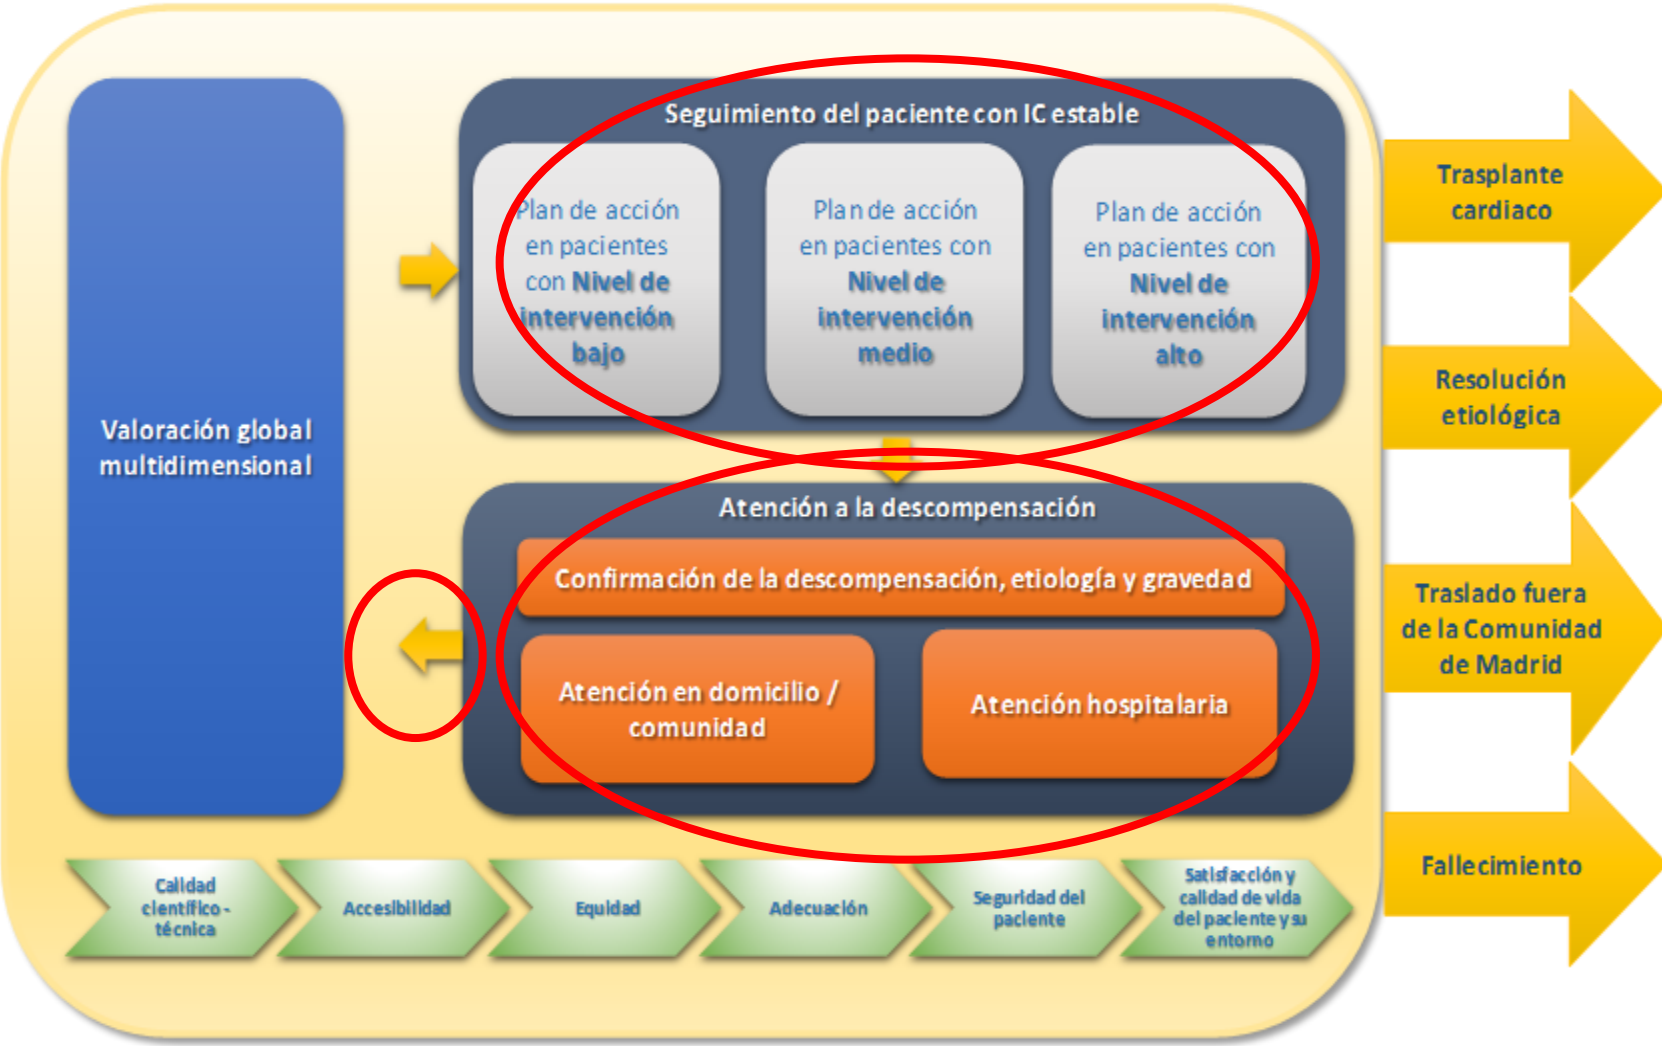 Valoración global
multidimensional
Seguimiento del paciente con IC estable
Plan de acción
en pacientes
con Nivel de
intervención
bajo
Plan de acción
en pacientes con
Nivel de
intervención
medio
Plan de acción
en pacientes con
Nivel de
intervención
alto
Atención a la descompensación
Confirmación de la descompensación, etiología y gravedad
Atención en domicilio /
comunidad
Atención hospitalaria
Calidad
científico-
técnica
Accesibilidad
Equidad
Adecuación
Seguridad del
paciente
Satisfacción y
calidad de vida
del paciente y su
entorno
Trasplante
cardiaco
Resolución
etiológica
Traslado fuera
de la Comunidad
de Madrid
Fallecimiento